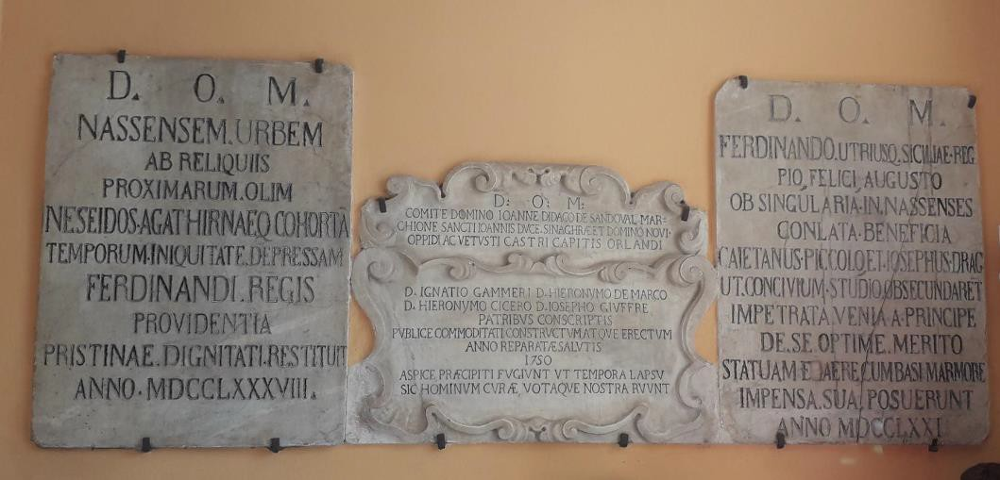 D. O. M.
NASSENSEM. URBEM
AB RELIQUIIS
PROXIMARUM. OLIM
NESEIDOS. AGATHIRNAEQ COHORTA
TEMPORUM. INIQUITATE. DEPRESSAM
FERDINANDI. REGIS
PROVIDENTIA
PRISTINAE. DIGNITATI. RESTITUIT
ANNO. MDCCLXXXVIII.
D. O. M.
COMITE DOMINO IOANNE DIDACO DE SANDOVAL MAR-
CHIONE SANCTI IOANNIS DVCE. SINAGHRÆ ET DOMINO NOVI
OPPIDI AC VETVSTI CASTRI CAPITIS ORLANDI
D. IGNATIO GAMMERI D. HIERONYMO DE MARCO
D. HIERONYMO CICERO D. IOSEPHO GIVFFRE
PATRIBVS CONSCRIPTIS
PVBLICE COMMODITATI CONSTRVCTVM ATQVE ERECTVM
ANNO REPARATÆ SALVTIS
1750
ASPICE PRÆCIPITI FVGIVNT VT TEMPORA LAPSV
SIC HOMINVM CVRÆ VOTAQVE NOSTRA RVVNT
D. O. M.
FERDINANDO. UTRIUSQ. SICILIAE. REG
PIO. FELICI. AUGUSTO
OB SINGULARIA. IN. NASSENSES
CONLATA. BENEFICIA
CAIETANUS. PICCOLO. ET. IOSEPHUS. DRAG
UT. CONCIVIUM. STUDIO. OBSECUNDARET
IMPETRATA. VENIA. A. PRINCIPE
DE. SE. OPTIME. MERITO
STATUAM E AERE CUM BASI MARMORE
IMPENSA. SUA. POSUERUNT
ANNO